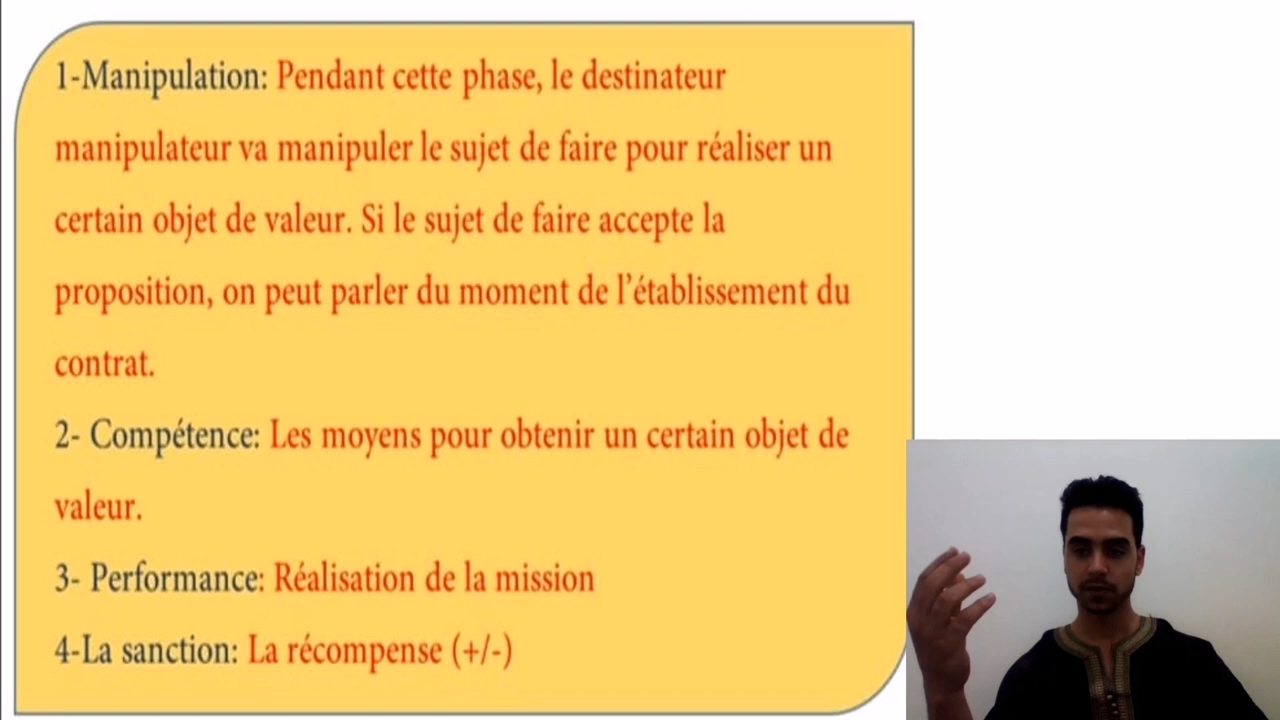 1-Manipulation: Pendant cette phase, le destinateur
manipulateur va manipuler le sujet de faire pour réaliser un
certain objet de valeur. Si le sujet de faire accepte la
proposition, on peut parler du moment de l’établissement du
contrat.
2- Compétence: Les moyens pour obtenir un certain objet de
valeur.
3- Performance: Réalisation de la mission
4-La sanction: La récompense (+/-)